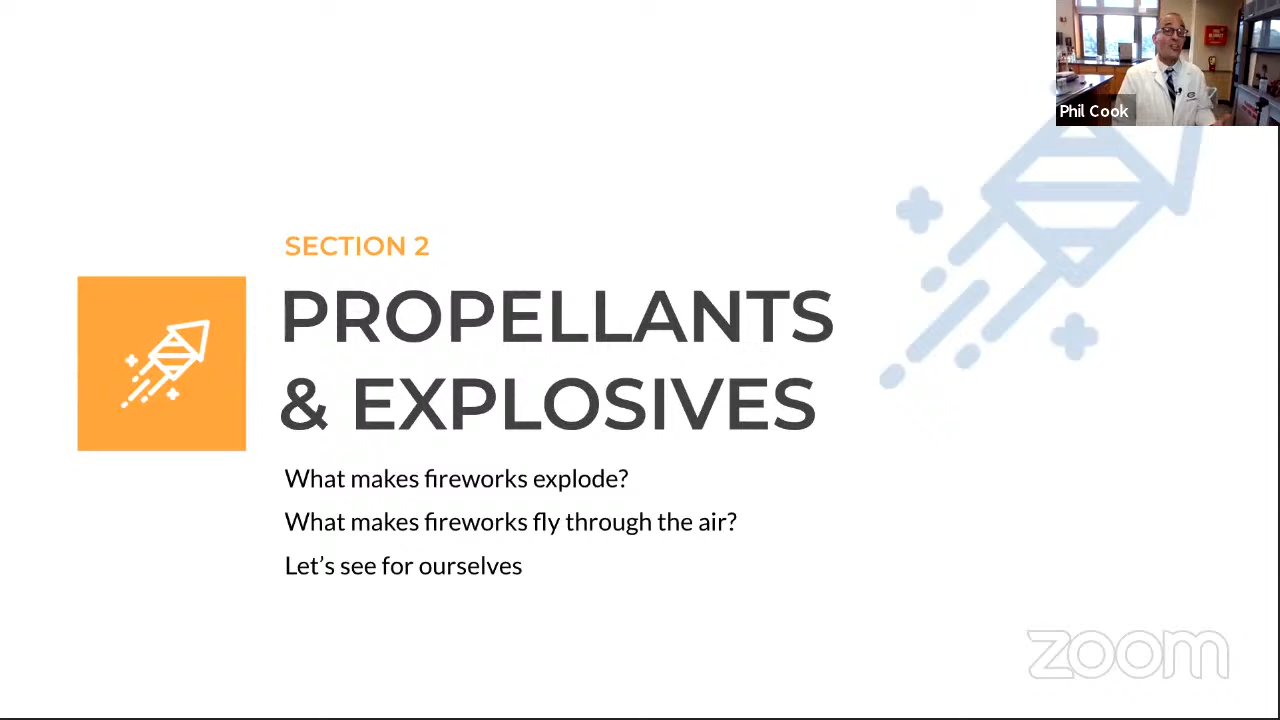 Phil Cook
SECTION 2
PROPELLANTS
& EXPLOSIVES
What makes fireworks explode?
What makes fireworks fly through the air?
Let's see for ourselves
zoom